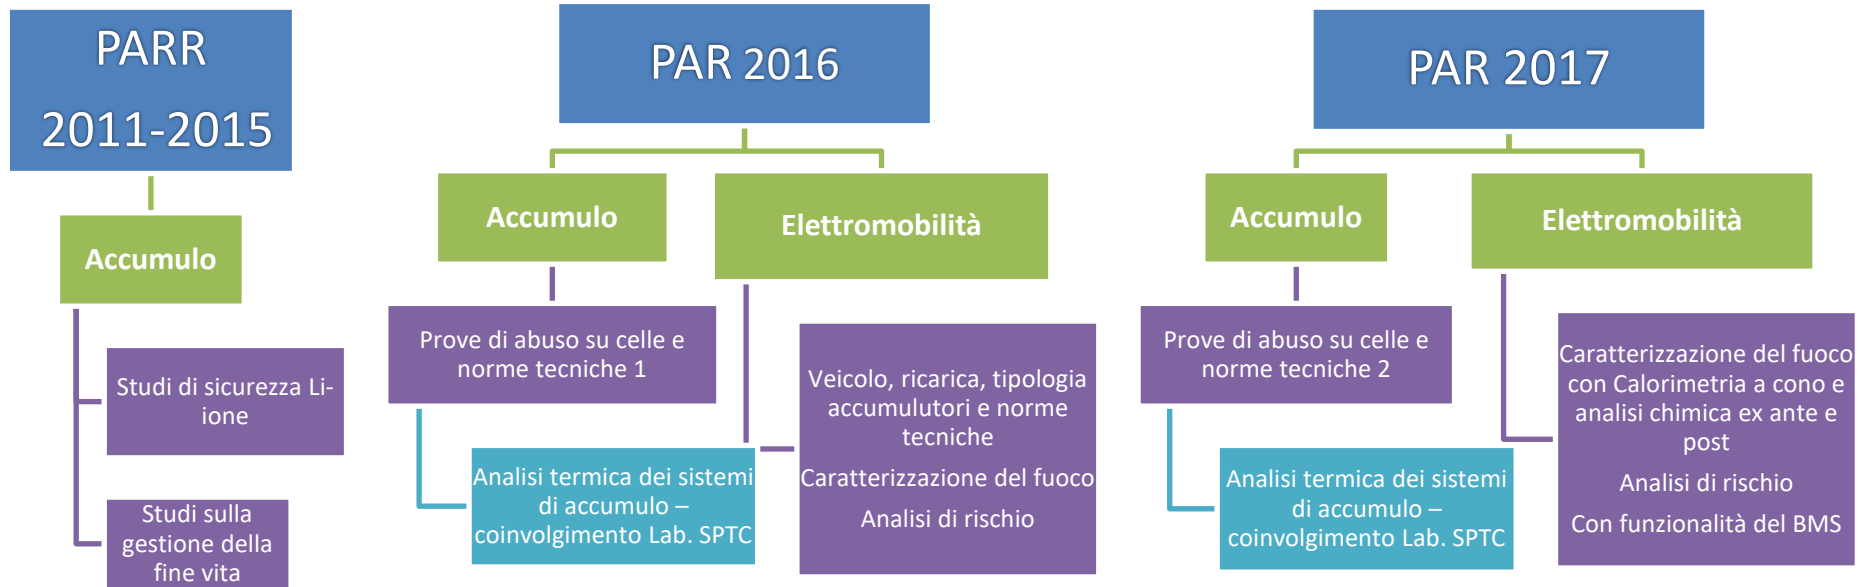 PARR
2011-2015
Accumulo
Studi di sicurezza Li-
ione
Studi sulla
gestione della
fine vita
PAR 2016
Accumulo
Elettromobilità
Prove di abuso su celle e
norme tecniche 1
Analisi termica dei sistemi
di accumulo –
coinvolgimento Lab. SPTC
Veicolo, ricarica, tipologia
accumulutori e norme
tecniche
Caratterizzazione del fuoco
Analisi di rischio
PAR 2017
Accumulo
Elettromobilità
Prove di abuso su celle e
norme tecniche 2
Analisi termica dei sistemi
di accumulo –
coinvolgimento Lab. SPTC
Caratterizzazione del fuoco
con Calorimetria a cono e
analisi chimica ex ante e
post
Analisi di rischio
Con funzionalità del BMS